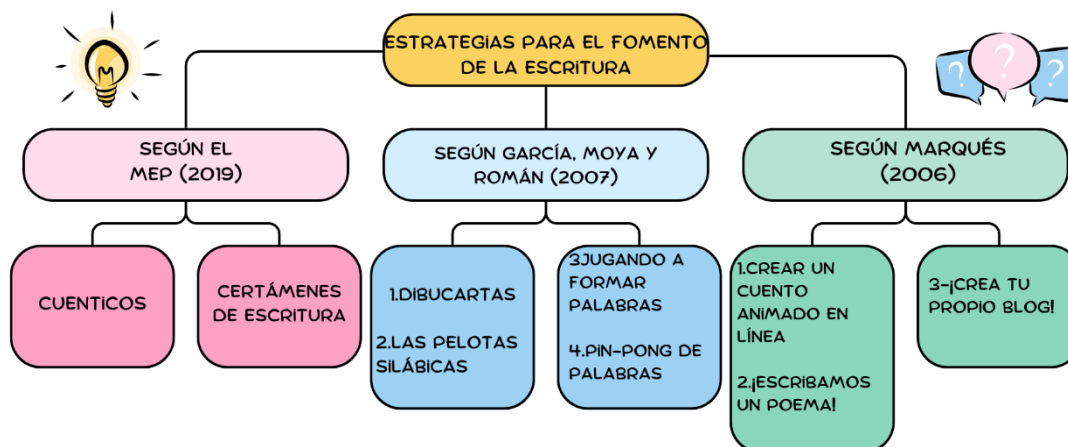 ESTRATEGIAS PARA EL FOMENTO
DE LA ESCRITURA
SEGÚN EL
MEP (2019)
CUENTICOS
CERTÁMENES
DE ESCRITURA
SEGÚN GARCÍA, MOYA Y
ROMÁN (2007)
1.DIBUCARTAS
2.LAS PELOTAS
SILÁBICAS
3JUGANDO A
FORMAR
PALABRAS
4.PIN-PONG DE
PALABRAS
SEGÚN MARQUÉS
(2006)
1.CREAR UN
CUENTO
ANIMADO EN
LÍNEA
2.¡ESCRIBAMOS
UN POEMA!
3-¡CREA TU
PROPIO BLOG!
? ? ?